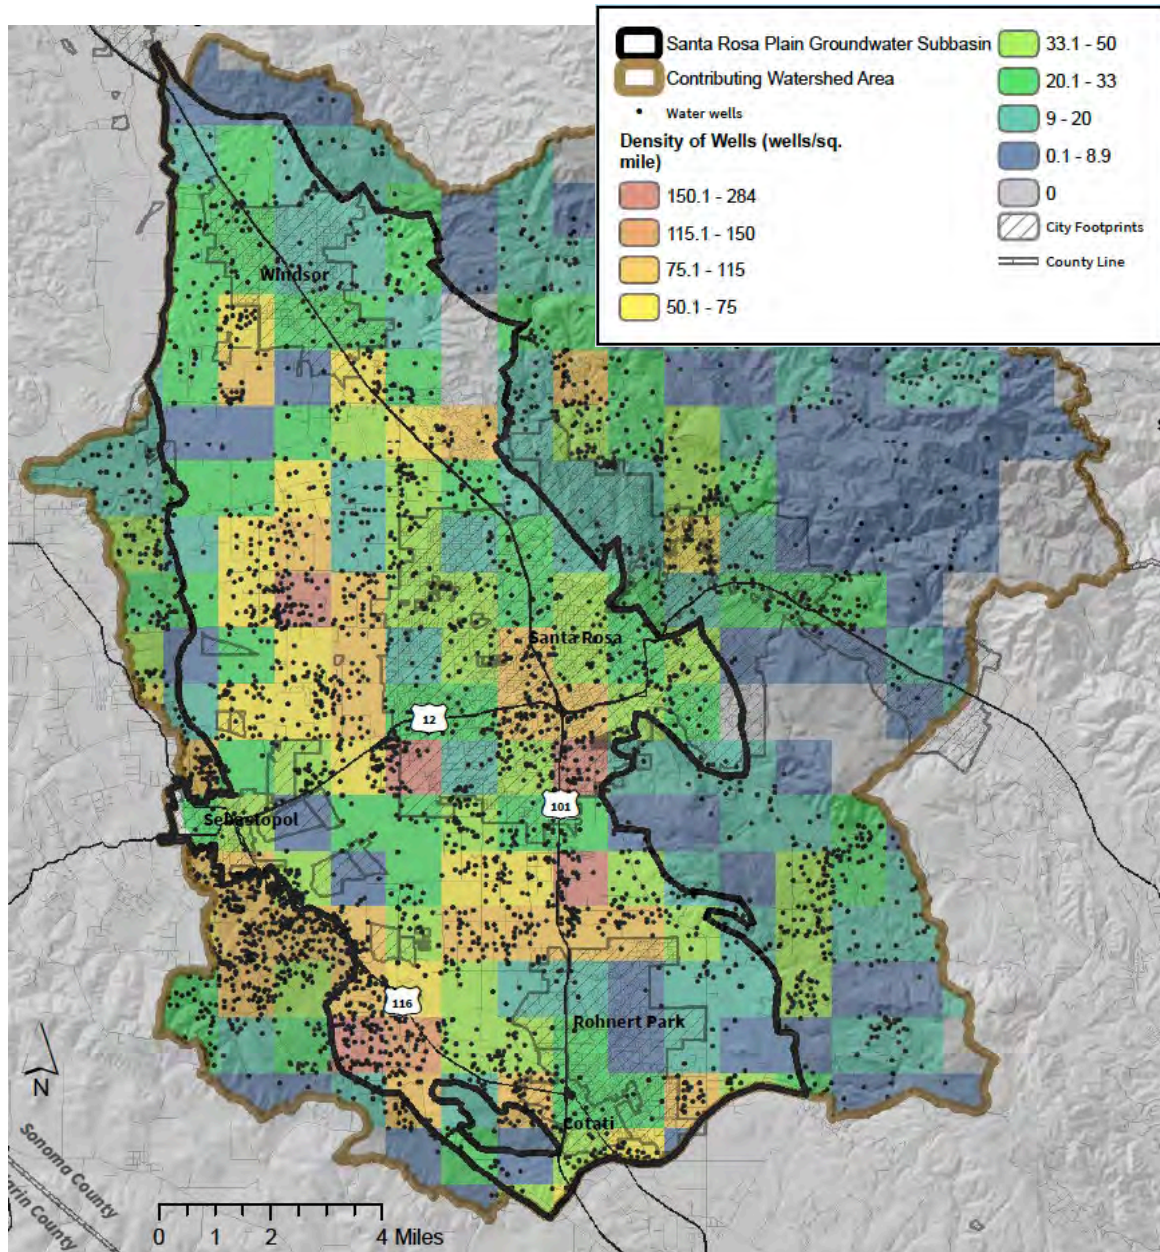 Santa Rosa Plain Groundwater Subbasin
Contributing Watershed Area
Water wells
Density of Wells (wells/sq.
mile)
150.1 - 284
115.1 - 150
75.1 - 115
50.1 - 75
33.1 - 50
20.1 - 33
9 - 20
0.1 - 8.9
0
City Footprints
County Line
Windsor
Santa Rosa
12
101
Sebastopol
116
Rohnert Park
Cotati
N
Sonoma County
arin County
0 1 2 4 Miles